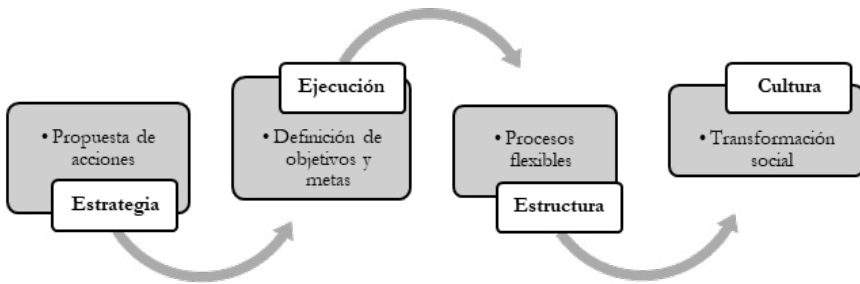 • Propuesta de
acciones
Estrategia
Ejecución
• Definición de
objetivos y
metas
• Procesos
flexibles
Estructura
Cultura
• Transformación
social